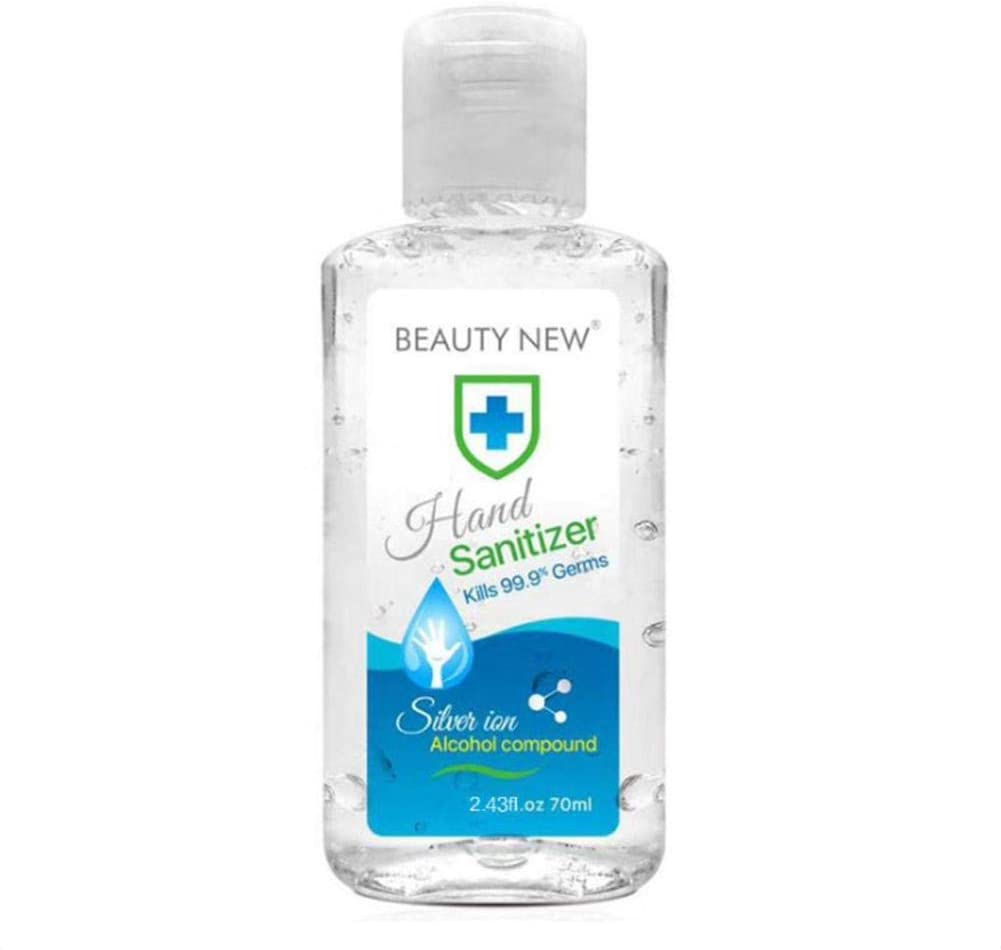 BEAUTY NEW®
Hand
Sanitizer
Kills 99.9% Germs
Silver ion
Alcohol compound
2.43fl.oz 70ml